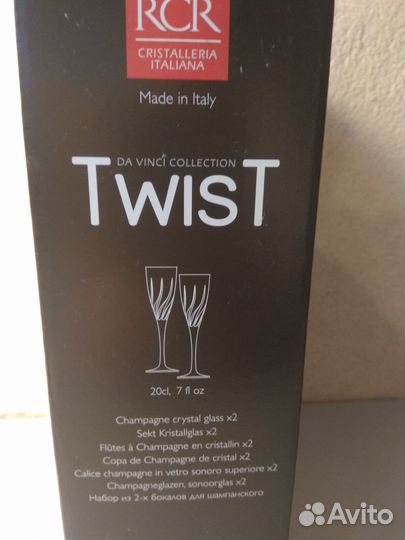 RCR
CRISTALLERIA
ITALIANA
Made in Italy
DA VINCI COLLECTION
TWIST
20cl, 7 fl oz
Champagne crystal glass x2
Sekt Kristallglas x2
Flûtes à Champagne en cristallin x2
Copa de Champagne de cristal x2
Calice champagne in vetro sonoro superiore x2
Champagneglazen, sonoorglas x2
Набор из 2-х бокалов для шампанского
Avito